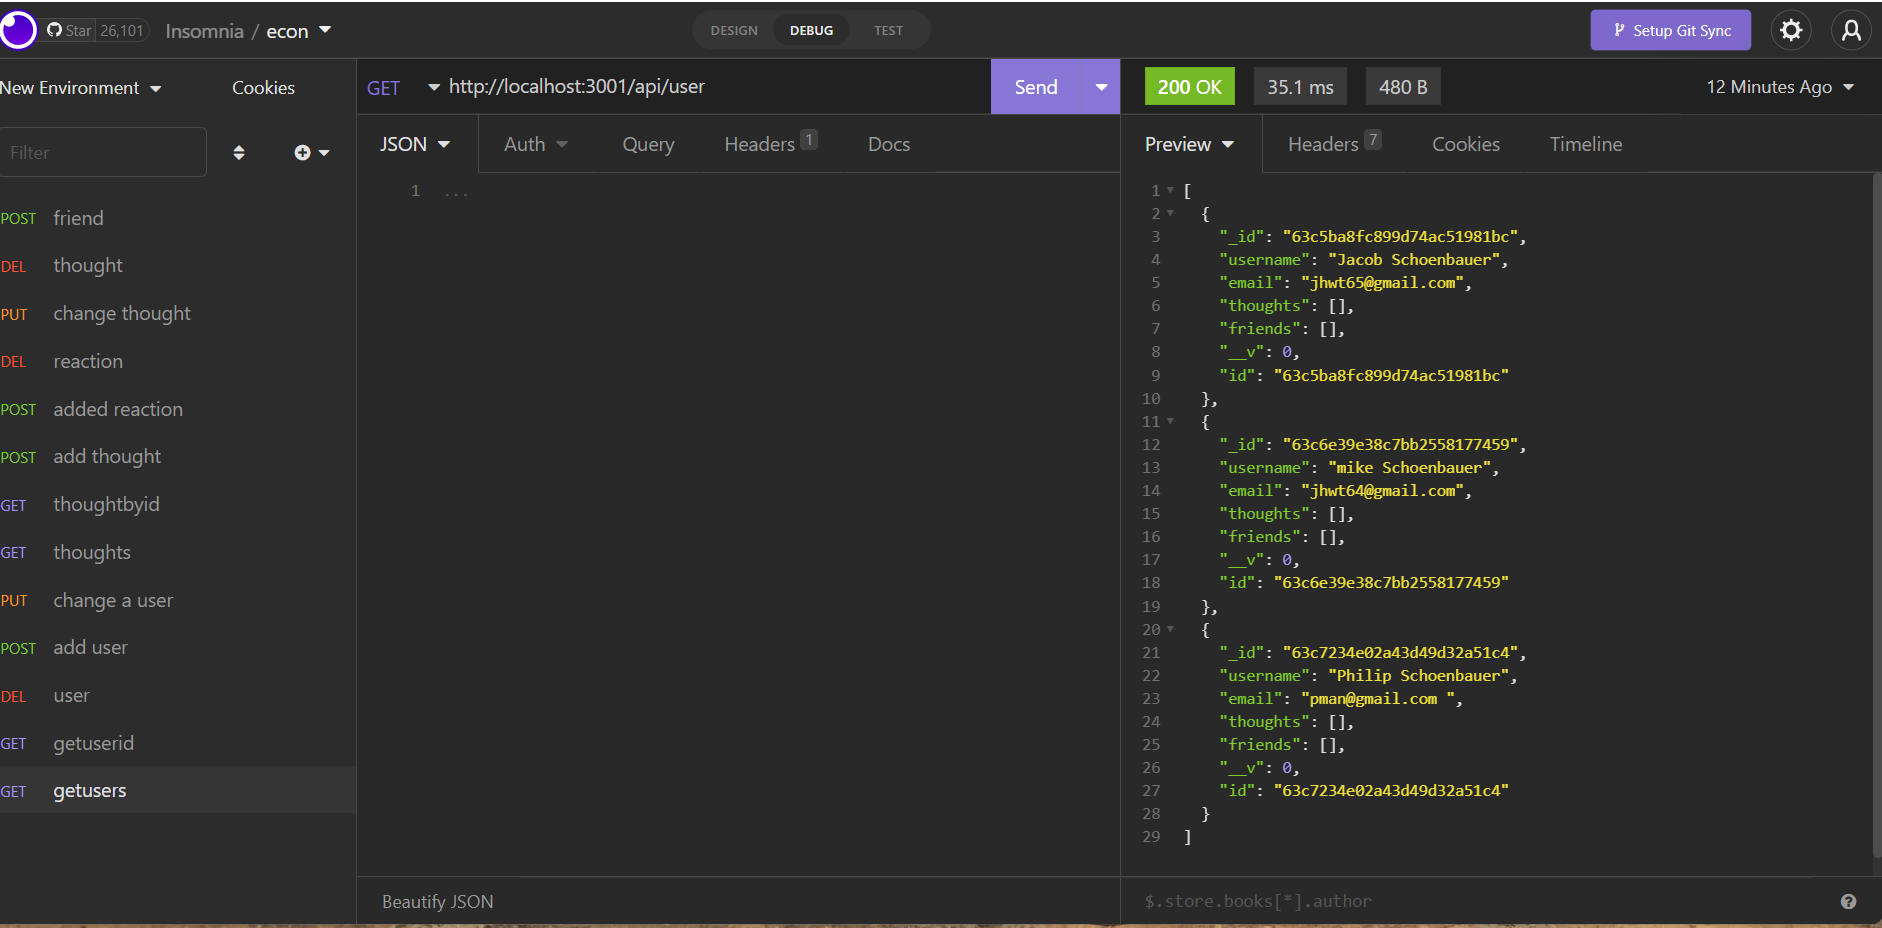 Star 26,101 Insomnia / econ DESIGN DEBUG TEST Setup Git Sync
New Environment Cookies
Filter
POST friend
DEL thought
PUT change thought
DEL reaction
POST added reaction
POST add thought
GET thoughtbyid
GET thoughts
PUT change a user
POST add user
DEL user
GET getuserid
GET getusers
GET http://localhost:3001/api/user Send
JSON Auth Query Headers 1 Docs
1 ...
Beautify JSON
200 OK 35.1 ms 480 B 12 Minutes Ago
Preview Headers 7 Cookies Timeline
1 [
2 {
3 "_id": "63c5ba8fc899d74ac51981bc",
4 "username": "Jacob Schoenbauer",
5 "email": "jhwt65@gmail.com",
6 "thoughts": [],
7 "friends": [],
8 "__v": 0,
9 "id": "63c5ba8fc899d74ac51981bc"
10 },
11 {
12 "_id": "63c6e39e38c7bb2558177459",
13 "username": "mike Schoenbauer",
14 "email": "jhwt64@gmail.com",
15 "thoughts": [],
16 "friends": [],
17 "__v": 0,
18 "id": "63c6e39e38c7bb2558177459"
19 },
20 {
21 "_id": "63c7234e02a43d49d32a51c4",
22 "username": "Philip Schoenbauer",
23 "email": "pman@gmail.com ",
24 "thoughts": [],
25 "friends": [],
26 "__v": 0,
27 "id": "63c7234e02a43d49d32a51c4"
28 }
29 ]
$.store.books[*].author ?